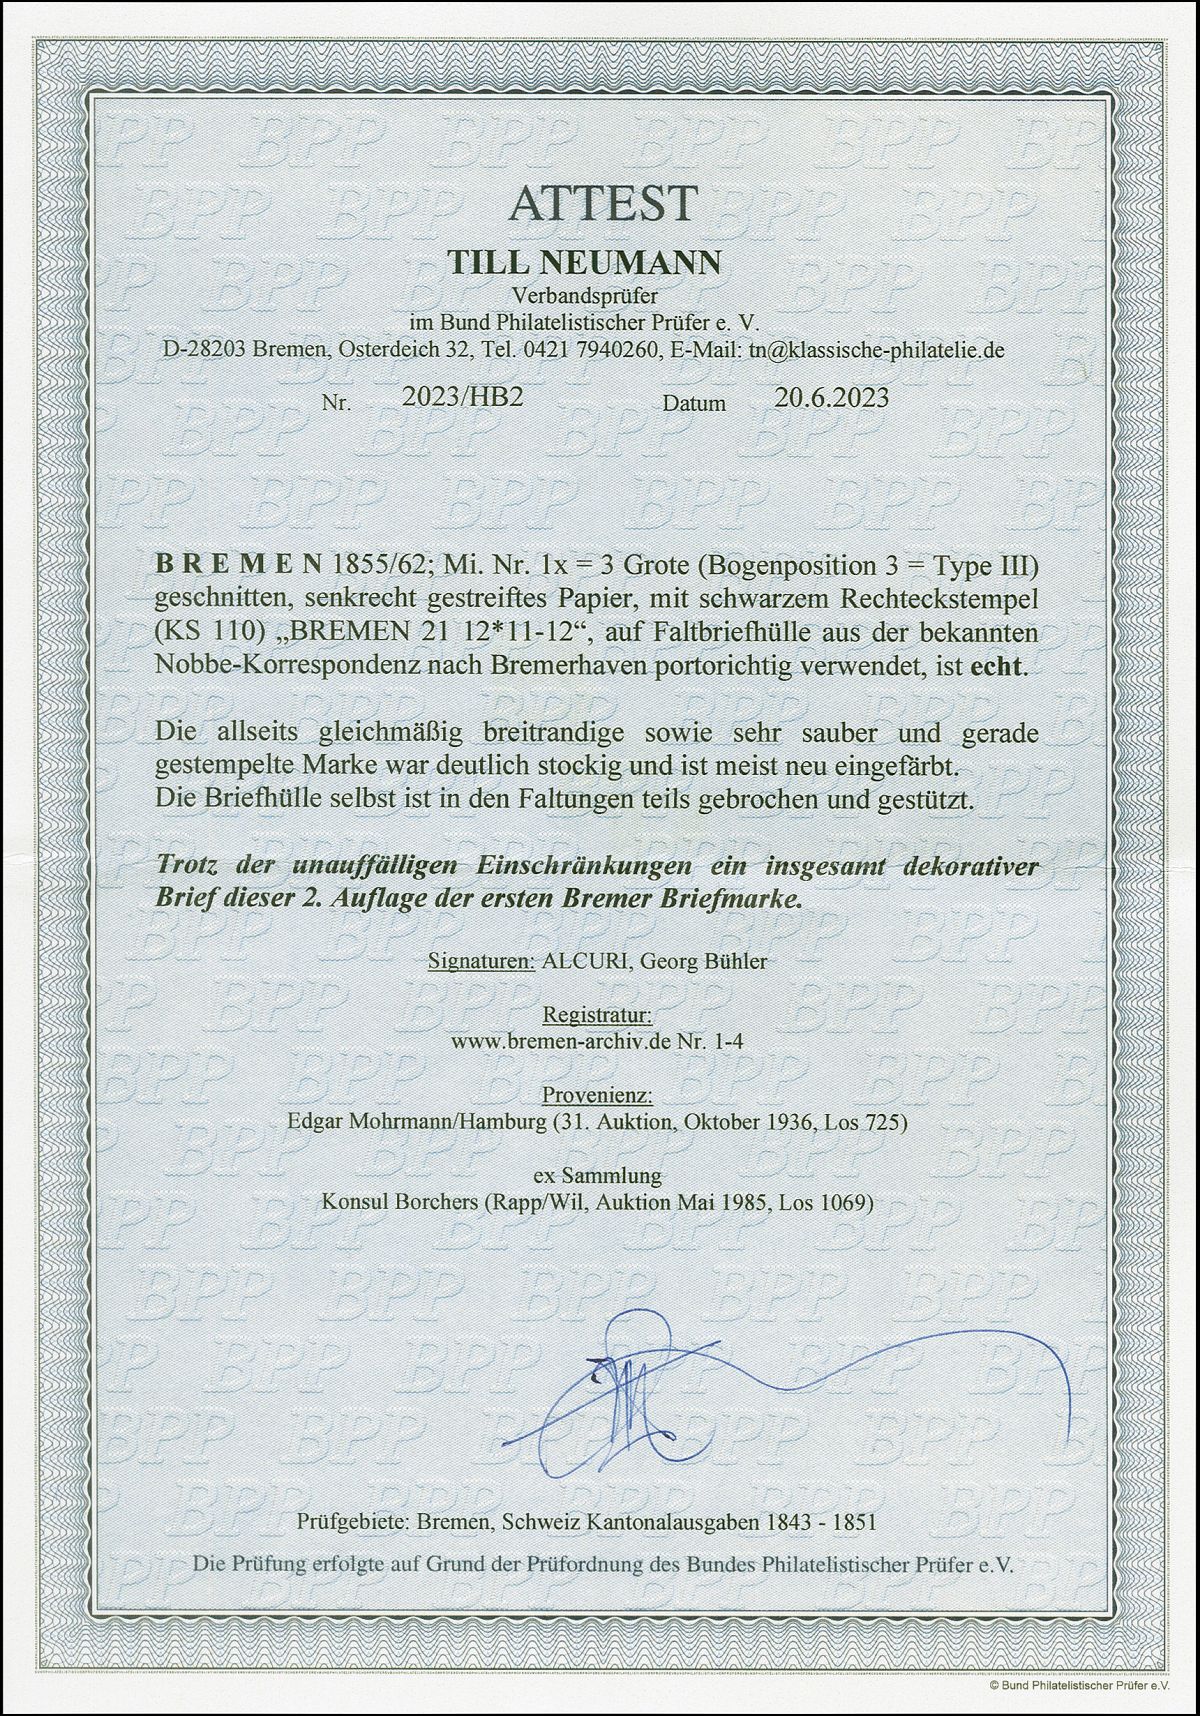 ATTEST
TILL NEUMANN
Verbandsprüfer
im Bund Philatelistischer Prüfer e. V.
D-28203 Bremen, Osterdeich 32, Tel. 0421 7940260, E-Mail: tn@klassische-philatelie.de
Nr. 2023/HB2 Datum 20.6.2023
B R E M E N 1855/62; Mi. Nr. 1x = 3 Grote (Bogenposition 3 = Type III)
geschnitten, senkrecht gestreiftes Papier, mit schwarzem Rechteckstempel
(KS 110) „BREMEN 21 12*11-12“, auf Faltbriefhülle aus der bekannten
Nobbe-Korrespondenz nach Bremerhaven portorichtig verwendet, ist echt.
Die allseits gleichmäßig breitrandige sowie sehr sauber und gerade
gestempelte Marke war deutlich stockig und ist meist neu eingefärbt.
Die Briefhülle selbst ist in den Faltungen teils gebrochen und gestützt.
Trotz der unauffälligen Einschränkungen ein insgesamt dekorativer
Brief dieser 2. Auflage der ersten Bremer Briefmarke.
Signaturen: ALCURI, Georg Bühler
Registratur:
www.bremen-archiv.de Nr. 1-4
Provenienz:
Edgar Mohrmann/Hamburg (31. Auktion, Oktober 1936, Los 725)
ex Sammlung
Konsul Borchers (Rapp/Wil, Auktion Mai 1985, Los 1069)
Prüfgebiete: Bremen, Schweiz Kantonalausgaben 1843 - 1851
Die Prüfung erfolgte auf Grund der Prüfordnung des Bundes Philatelistischer Prüfer e.V.
© Bund Philatelistischer Prüfer e.V.